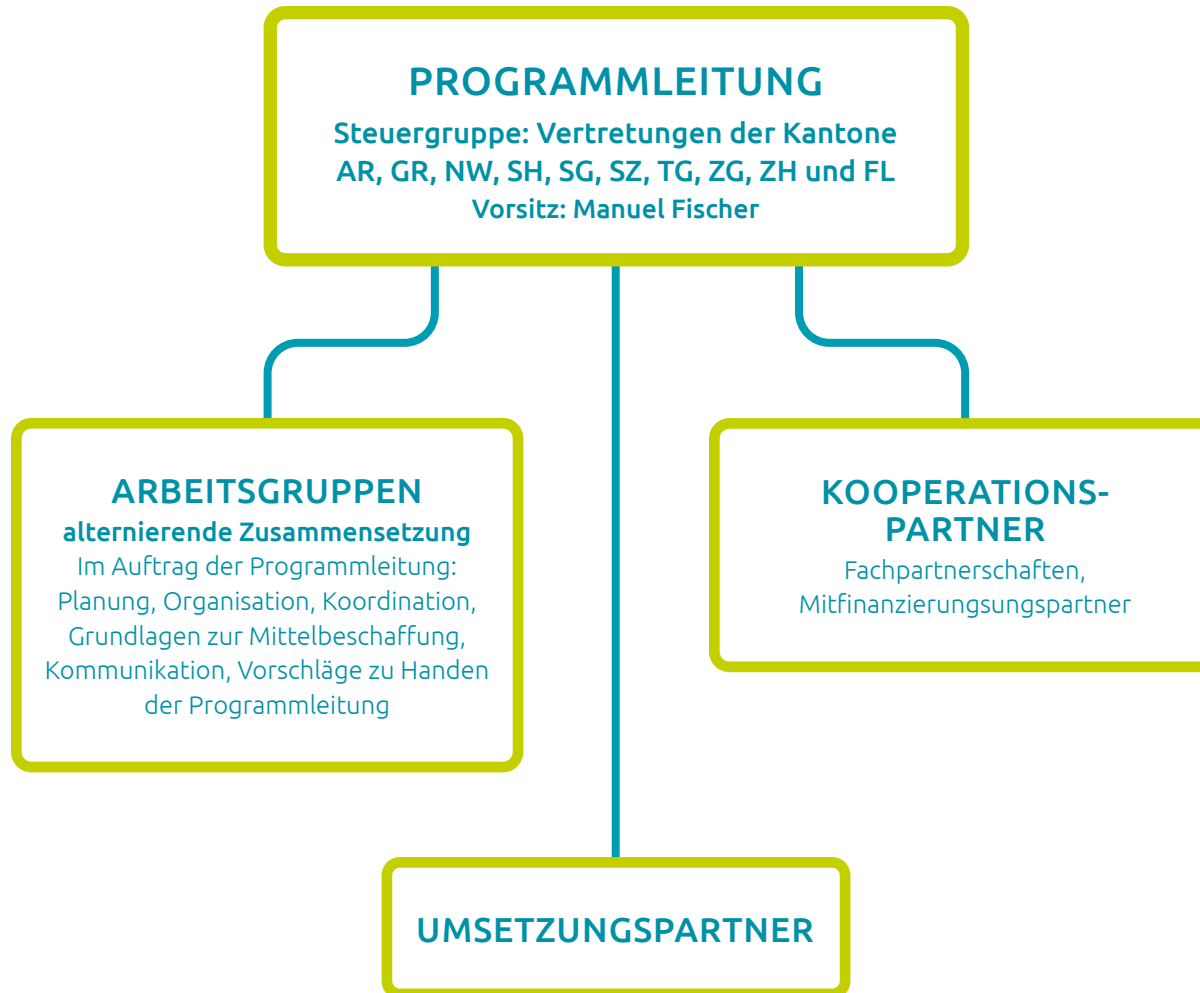 PROGRAMMLEITUNG
Steuergruppe: Vertretungen der Kantone
AR, GR, NW, SH, SG, SZ, TG, ZG, ZH und FL
Vorsitz: Manuel Fischer
ARBEITSGRUPPEN
alternierende Zusammensetzung
Im Auftrag der Programmleitung:
Planung, Organisation, Koordination,
Grundlagen zur Mittelbeschaffung,
Kommunikation, Vorschläge zu Handen
der Programmleitung
KOOPERATIONS-
PARTNER
Fachpartnerschaften,
Mitfinanzierungsungspartner
UMSETZUNGSPARTNER